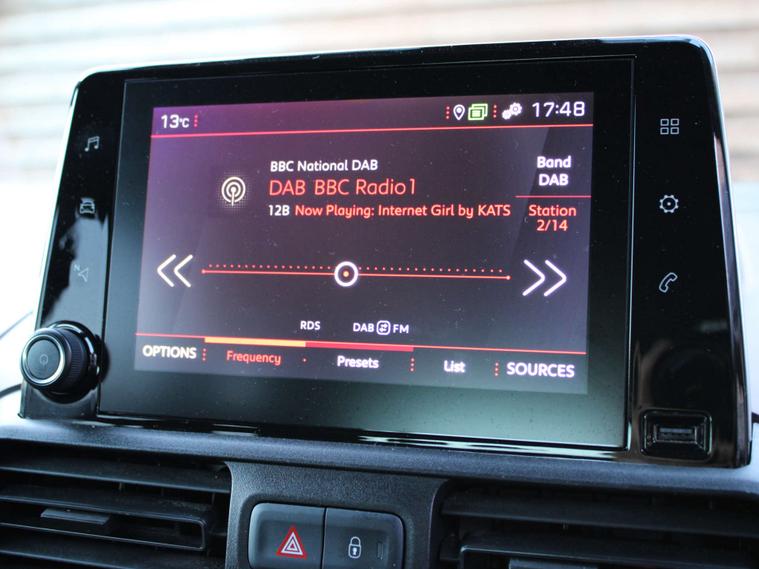 13°C
17:48
BBC National DAB
DAB BBC Radio1
12B Now Playing: Internet Girl by KATS
Band
DAB
Station
2/14
N
RDS
DAB FM
OPTIONS
Frequency
Presets
List
SOURCES